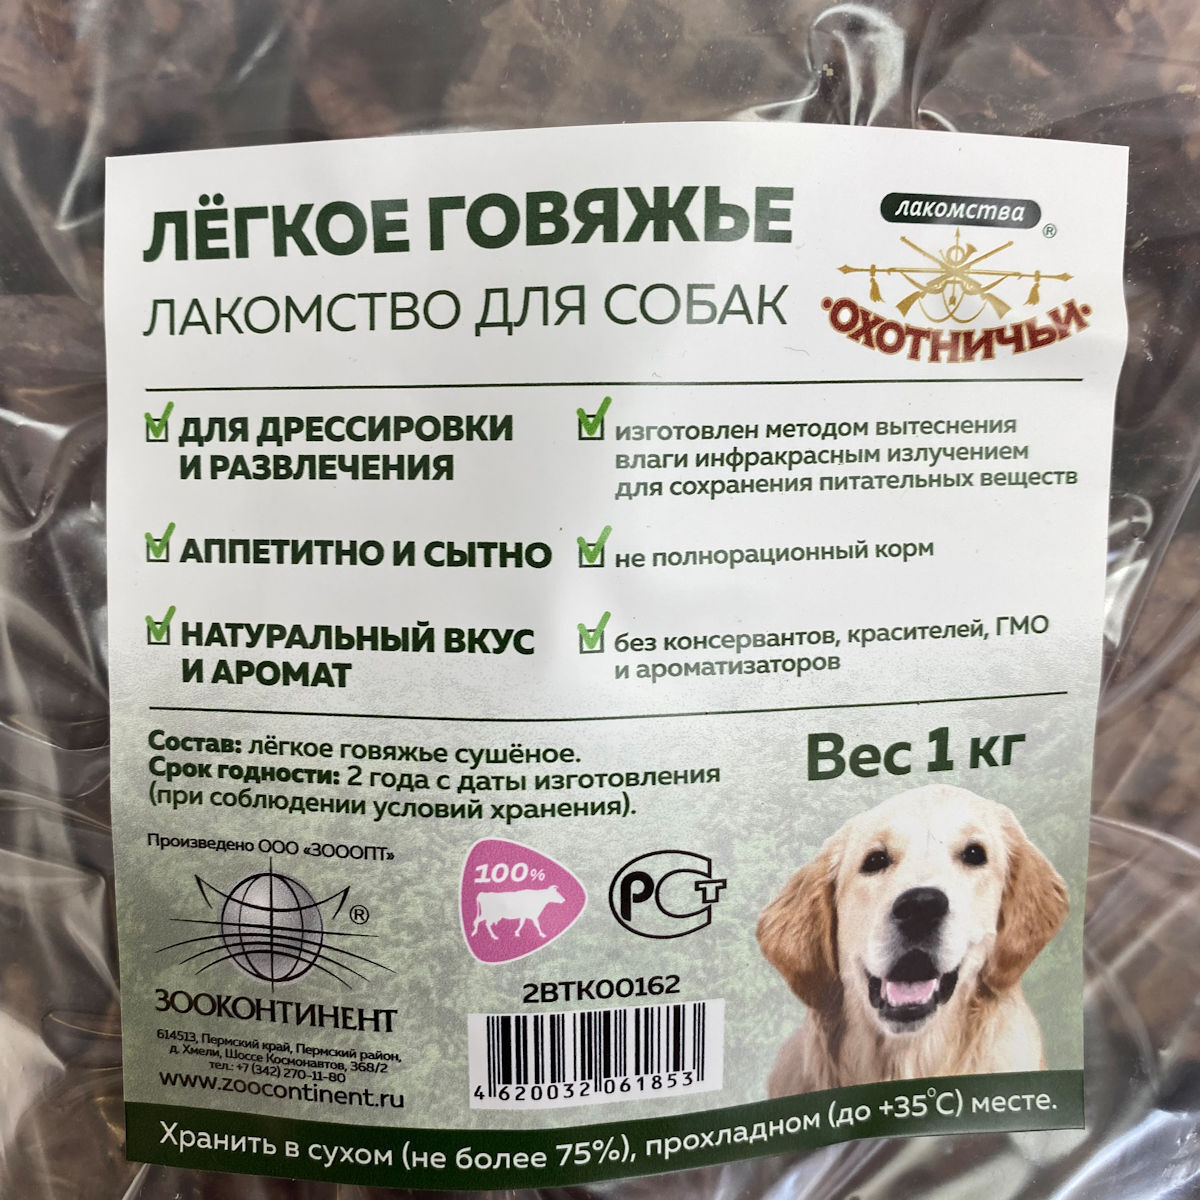 ЛЁГКОЕ ГОВЯЖЬЕ
ЛАКОМСТВО ДЛЯ СОБАК
лакомства
®
ОХОТНИЧЬИ
ДЛЯ ДРЕССИРОВКИ
И РАЗВЛЕЧЕНИЯ
АППЕТИТНО И СЫТНО
НАТУРАЛЬНЫЙ ВКУС
И АРОМАТ
изготовлен методом вытеснения
влаги инфракрасным излучением
для сохранения питательных веществ
не полнорационный корм
без консервантов, красителей, ГМО
и ароматизаторов
Состав: лёгкое говяжье сушёное.
Срок годности: 2 года с даты изготовления
(при соблюдении условий хранения).
Вес 1 кг
Произведено ООО «ЗОООПТ»
®
ЗООКОНТИНЕНТ
614513, Пермский край, Пермский район,
д. Хмели, Шоссе Космонавтов, 368/2
тел.: +7 (342) 270-11-80
www.zoocontinent.ru
100%
РСТ
2BTK00162
4 620032 061853
Хранить в сухом (не более 75%), прохладном (до +35°С) месте.